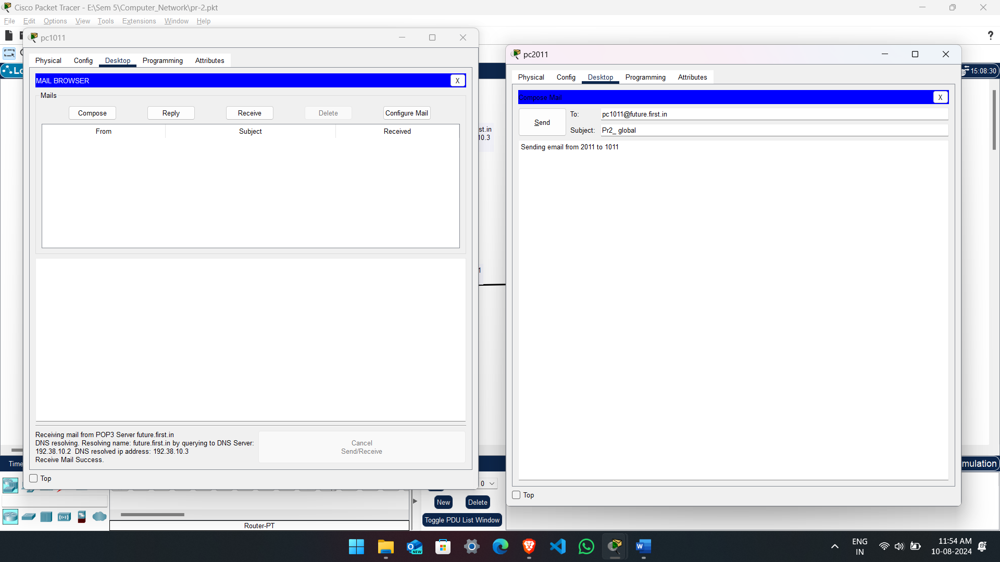 Cisco Packet Tracer - E:\Sem 5\Computer_Network\pr-2.pkt
File Edit Options View Tools Extensions Window Help
pc1011
Physical Config Desktop Programming Attributes
MAIL BROWSER X
Mails
Compose Reply Receive Delete Configure Mail
From Subject Received
Receiving mail from POP3 Server future.first.in
DNS resolving. Resolving name: future.first.in by querying to DNS Server:
192.38.10.2 DNS resolved ip address: 192.38.10.3
Receive Mail Success.
Cancel
Send/Receive
Top
st.in
10.3
1
pc2011
Physical Config Desktop Programming Attributes
Compose Mail X
Send
To: pc1011@future.first.in
Subject: Pr2_ global
Sending email from 2011 to 1011
Top
?
Lo
15:08:30
Time
mulation
0
New Delete
Toggle PDU List Window
Router-PT
NEW
ENG
IN
11:54 AM
10-08-2024